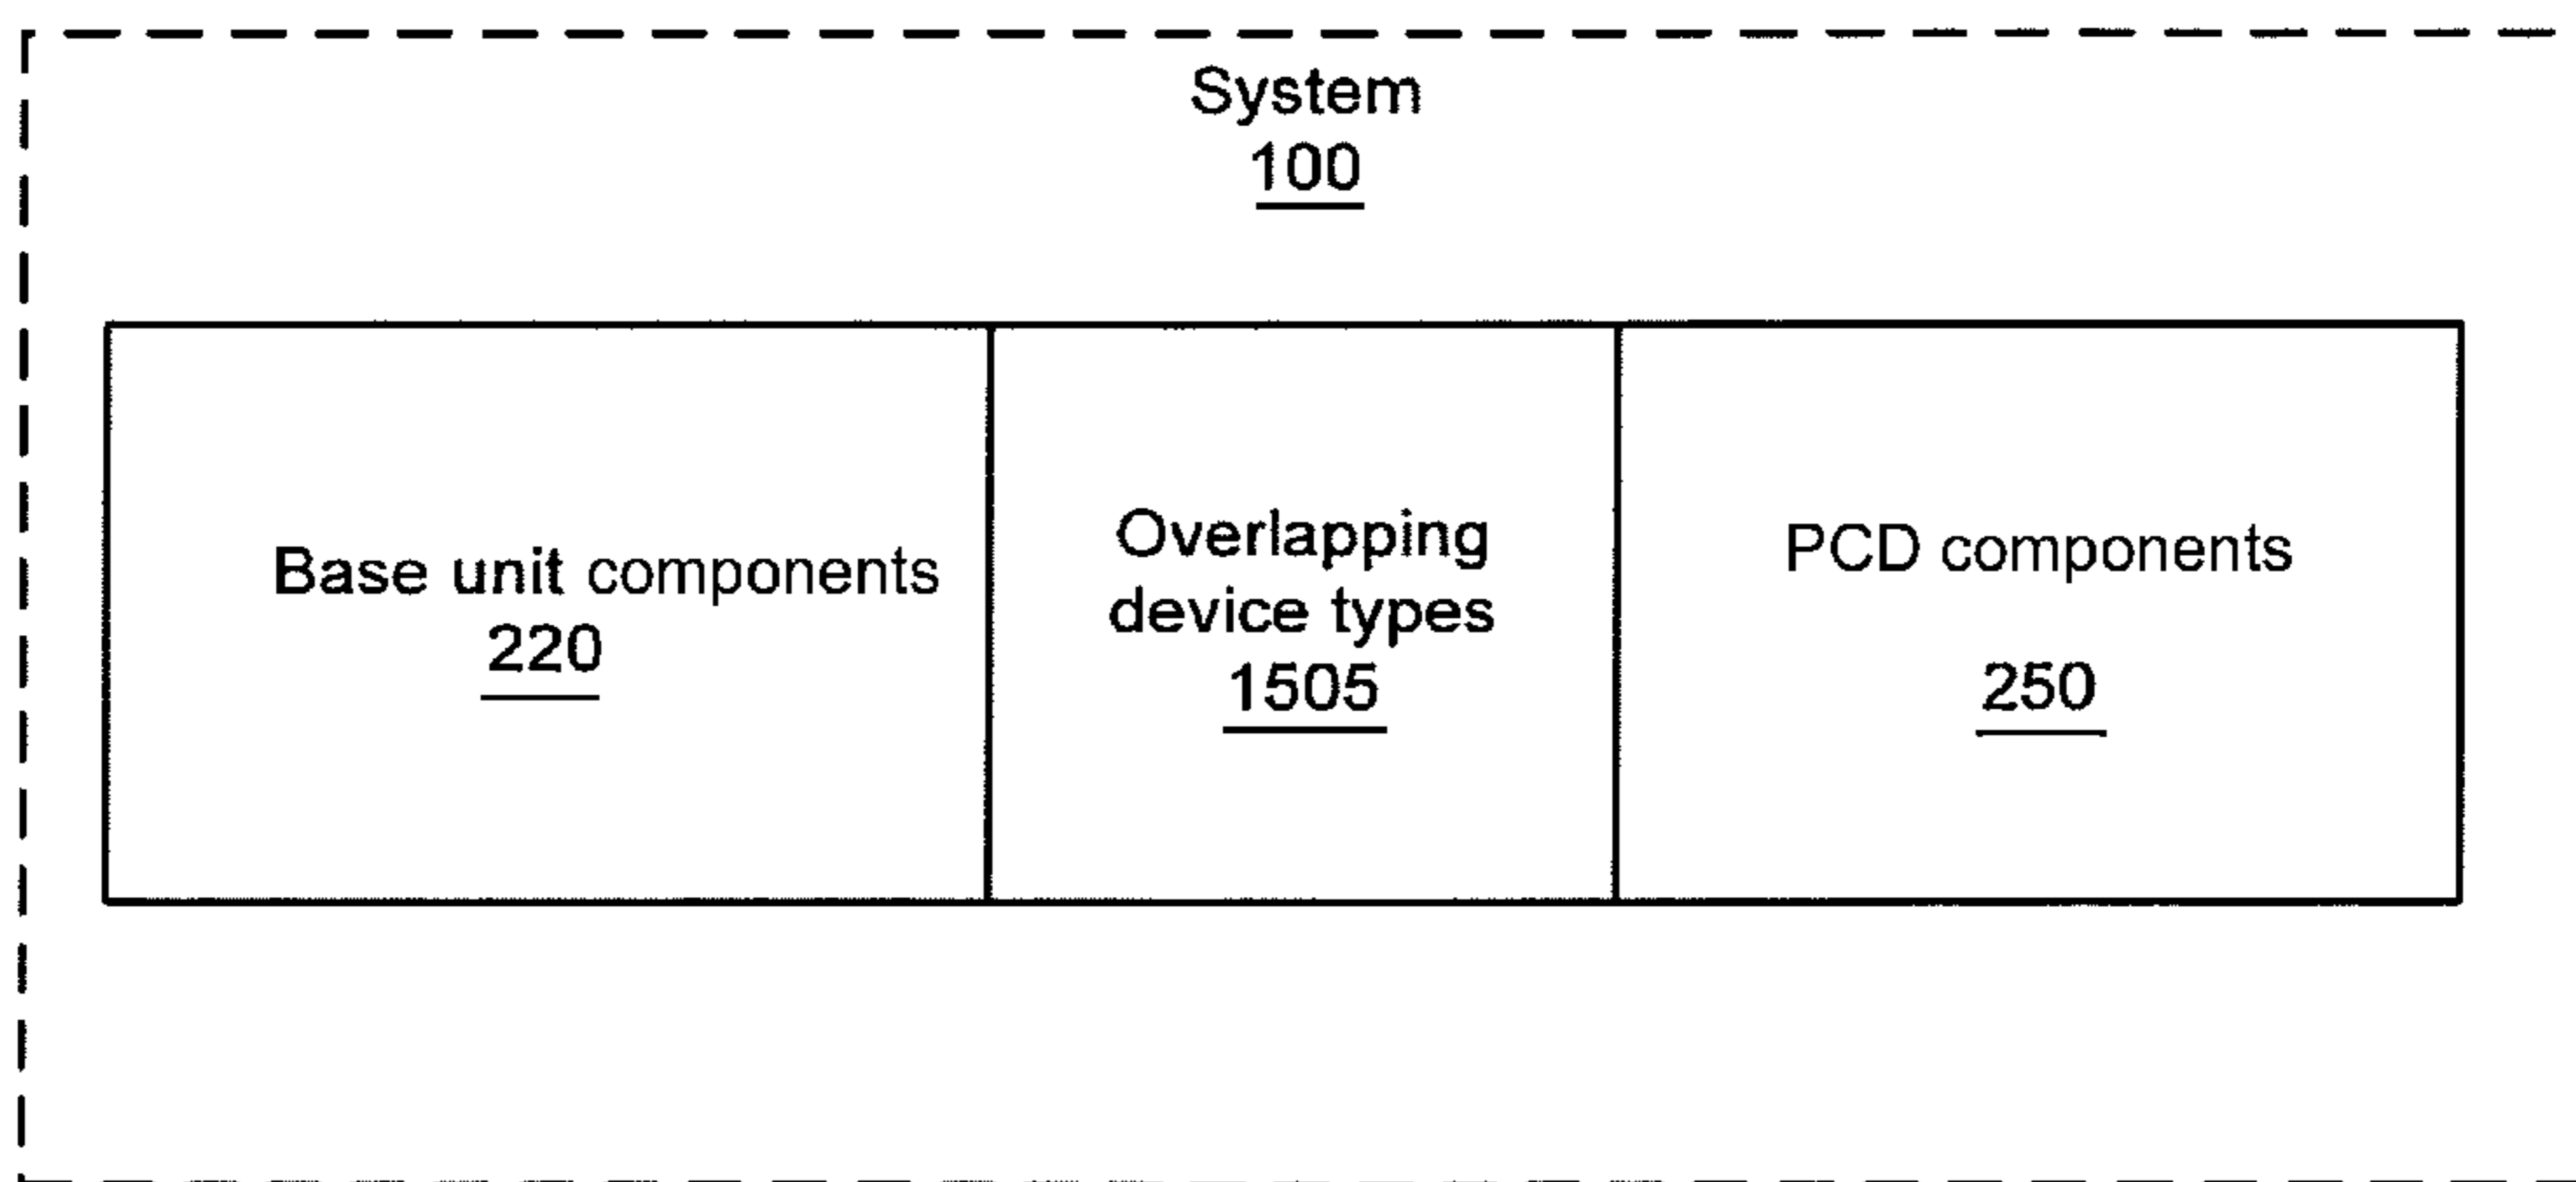 System
100
Base unit components
220
Overlapping
device types
1505
PCD components
250